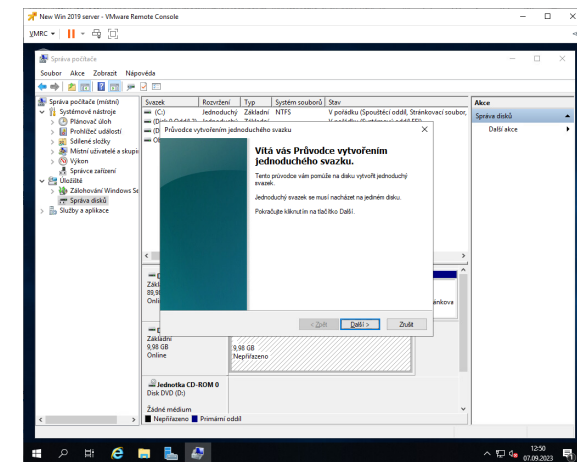 New Win 2019 server - VMware Remote Console
VMRC
Správa počítače
Soubor Akce Zobrazit Nápověda
Správa počítače (místní)
Systémové nástroje
Plánovač úloh
Prohlížeč událostí
Sdílené složky
Místní uživatelé a skupi
Výkon
Správce zařízení
Úložiště
Zálohování Windows Se
Správa disků
Služby a aplikace
Svazek Rozvržení Typ Systém souborů Stav
(C:) Jednoduchý Základní NTFS V pořádku (Spouštěcí oddíl, Stránkovací soubor,
Průvodce vytvořením jednoduchého svazku
Vítá vás Průvodce vytvořením
jednoduchého svazku.
Tento průvodce vám pomůže na disku vytvořit jednoduchý
svazek.
Jednoduchý svazek se musí nacházet na jediném disku.
Pokračujte kliknutím na tlačítko Další.
< Zpět Další > Zrušit
Základní
9,98 GB
Online
9,98 GB
Nepřiřazeno
Jednotka CD-ROM 0
Disk DVD (D:)
Žádné médium
Nepřiřazeno Primární oddíl
Akce
Správa disků
Další akce
12:50
07.09.2023